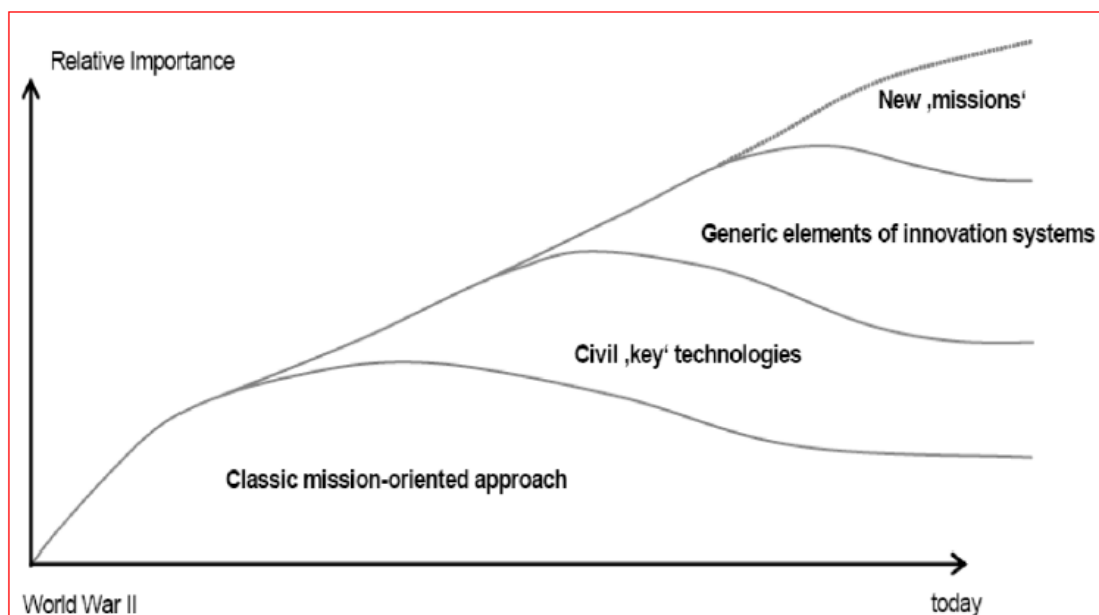 Relative Importance
New ‚missions‘
Generic elements of innovation systems
Civil ‚key‘ technologies
Classic mission-oriented approach
World War II
today